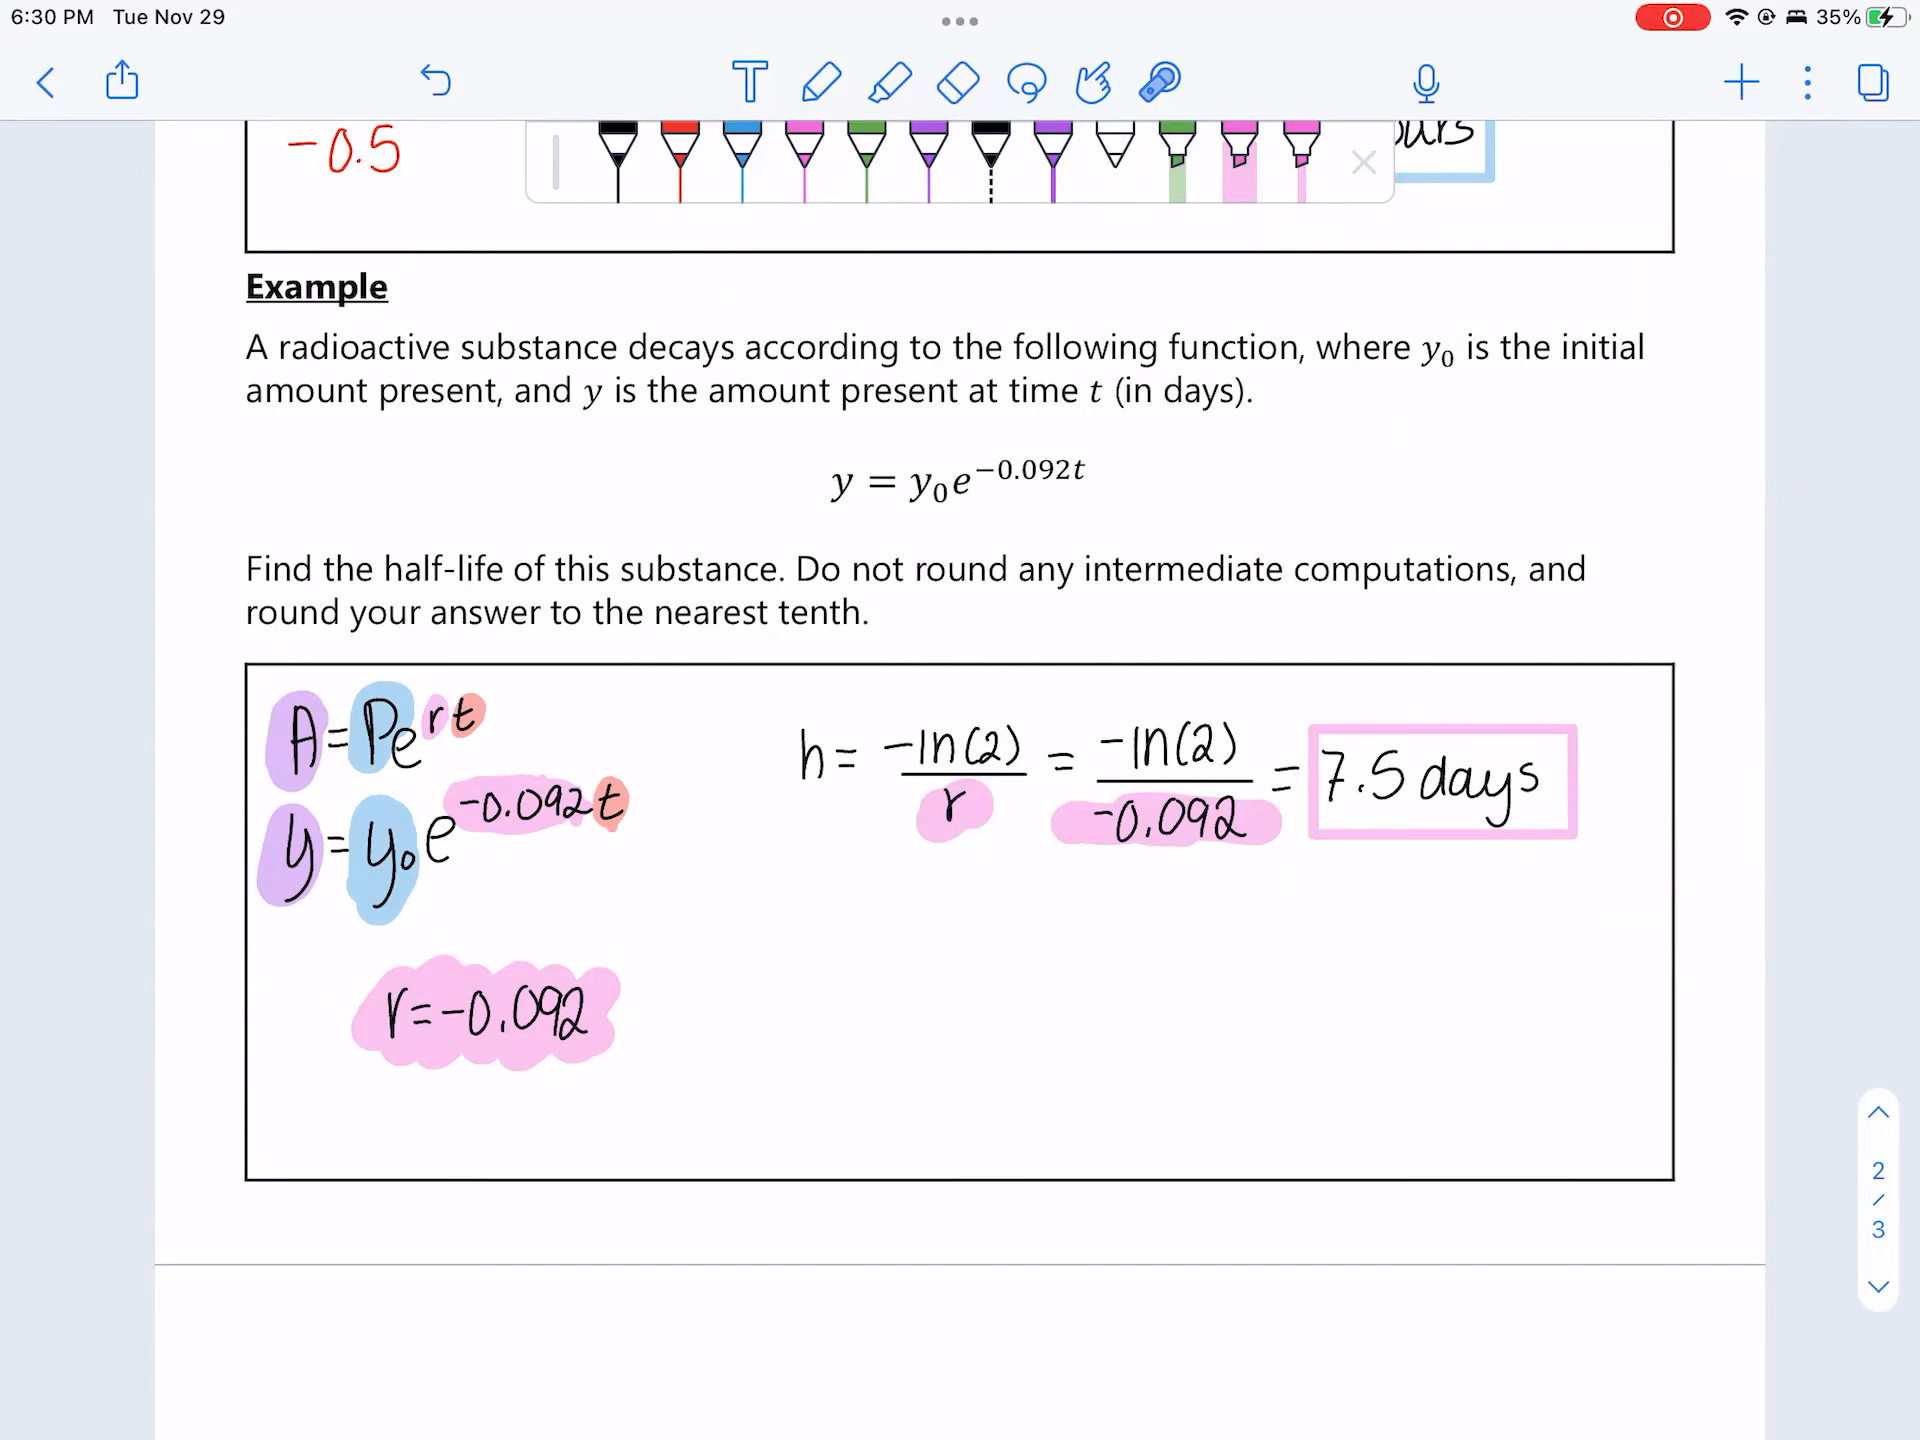 6:30 PM Tue Nov 29
35%
T
-0.5
Example
A radioactive substance decays according to the following function, where y₀ is the initial
amount present, and y is the amount present at time t (in days).
y = y₀e^(−0.092t)
Find the half-life of this substance. Do not round any intermediate computations, and
round your answer to the nearest tenth.
A=Pe^(rt)
y=y₀e^(-0.092t)
r=-0.092
h= -ln(2)/r = -ln(2)/-0.092 = 7.5 days
2
/
3